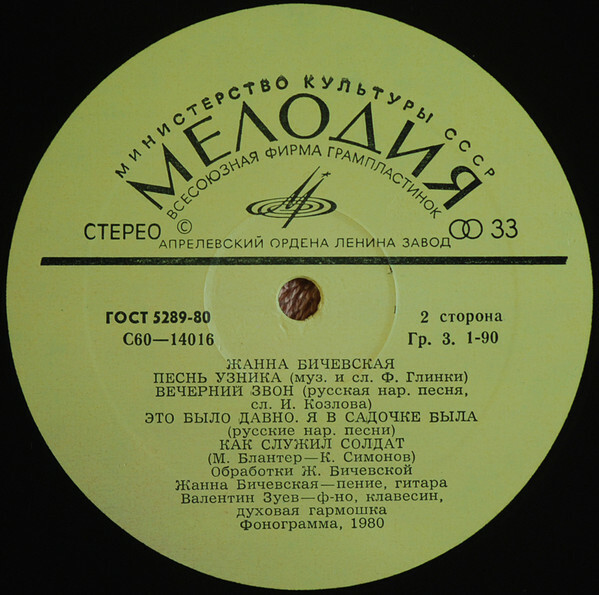 МИНИСТЕРСТВО КУЛЬТУРЫ СССР
МЕЛОДИЯ
ВСЕСОЮЗНАЯ ФИРМА ГРАМПЛАСТИНОК
СТЕРЕО © 33
АПРЕЛЕВСКИЙ ОРДЕНА ЛЕНИНА ЗАВОД
ГОСТ 5289-80 2 сторона
С60—14016 Гр. 3. 1-90
ЖАННА БИЧЕВСКАЯ
ПЕСНЬ УЗНИКА (муз. и сл. Ф. Глинки)
ВЕЧЕРНИЙ ЗВОН (русская нар. песня,
сл. И. Козлова)
ЭТО БЫЛО ДАВНО. Я В САДОЧКЕ БЫЛА
(русские нар. песни)
КАК СЛУЖИЛ СОЛДАТ
(М. Блантер—К. Симонов)
Обработки Ж. Бичевской
Жанна Бичевская—пение, гитара
Валентин Зуев—ф-но, клавесин,
духовая гармошка
Фонограмма, 1980